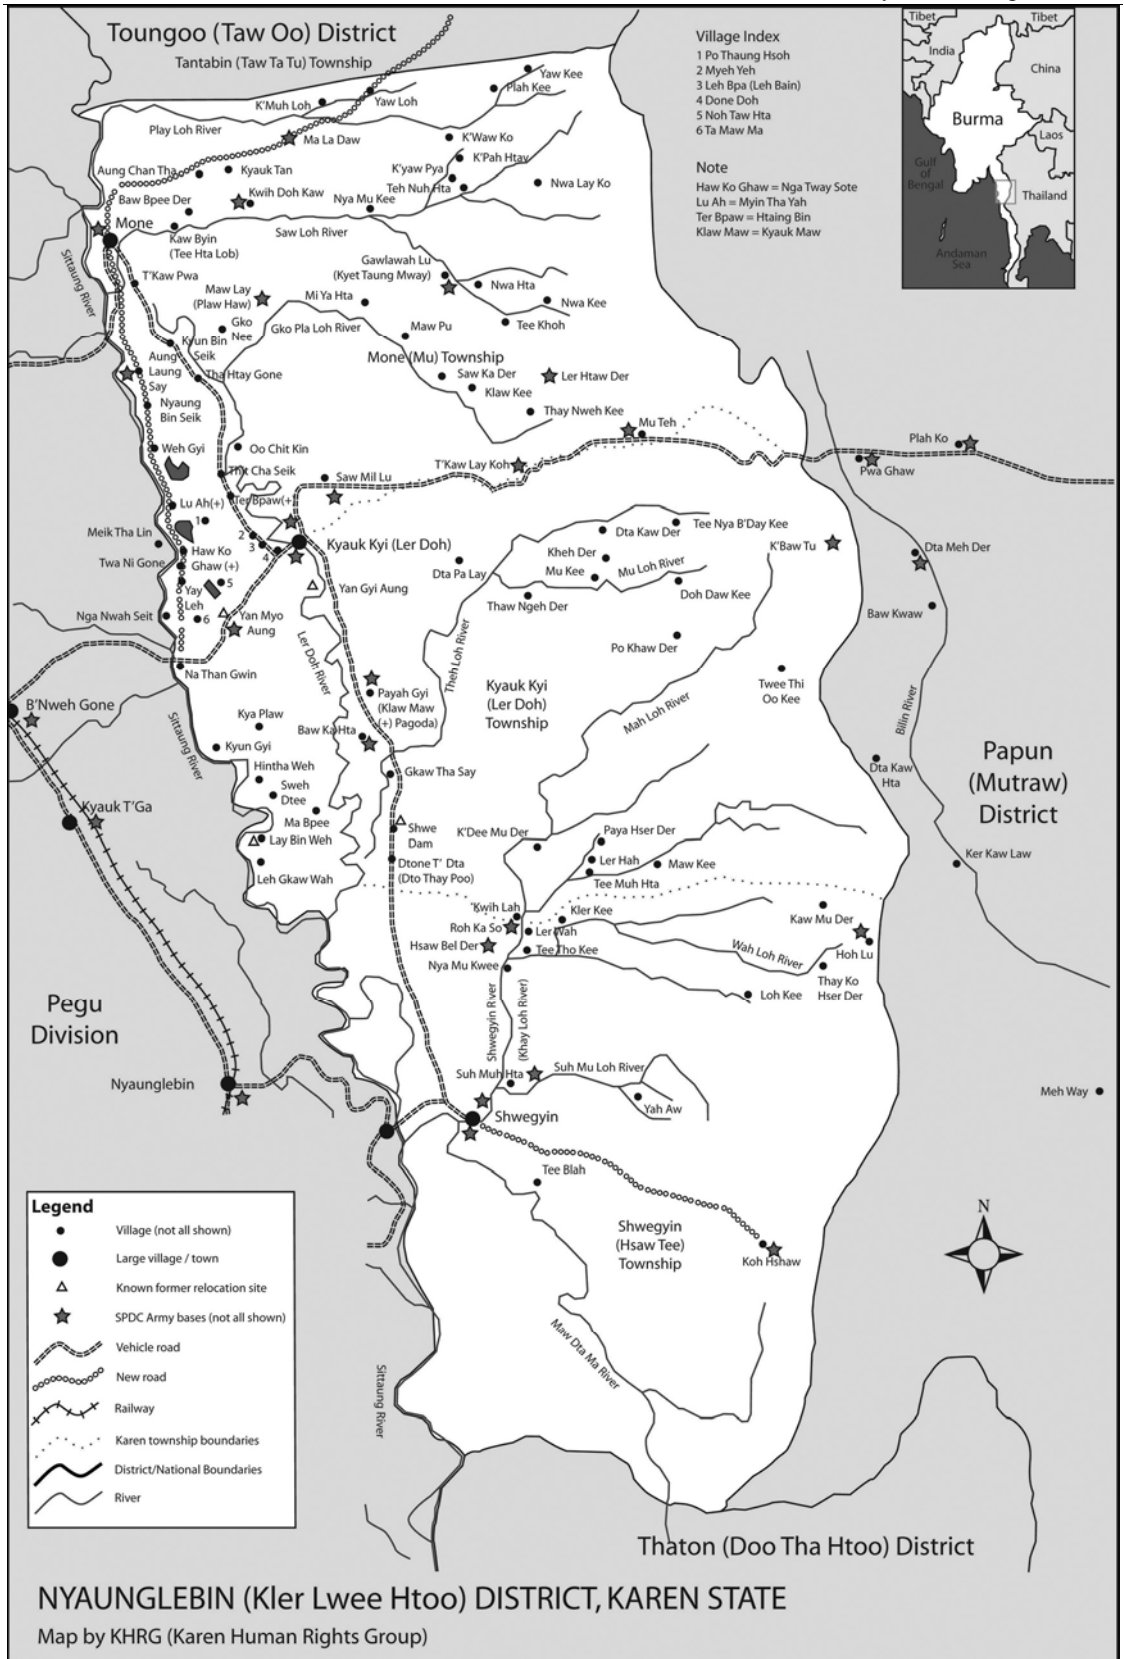 Toungoo (Taw Oo) District
Tantabin (Taw Ta Tu) Township
Village Index
1 Po Thaung Hsoh
2 Myeh Yeh
3 Leh Bpa (Leh Bain)
4 Done Doh
5 Noh Taw Hta
6 Ta Maw Ma
Note
Haw Ko Ghaw = Nga Tway Sote
Lu Ah = Myin Tha Yah
Ter Bpaw = Htaing Bin
Klaw Maw = Kyauk Maw
Tibet
Tibet
India
China
Burma
Laos
Gulf
of
Bengal
Thailand
Andaman
Sea
Yaw Kee
Plah Kee
K'Muh Loh
Yaw Loh
Play Loh River
Ma La Daw
K'Waw Ko
K'Pah Htay
Aung Chan Tha
Kyauk Tan
K'yaw Pya
Teh Nuh Hta
Nwa Lay Ko
Baw Bpee Der
Kwih Doh Kaw
Nya Mu Kee
Mone
Kaw Byin
(Tee Hta Lob)
Saw Loh River
Sittaung River
Gawlawah Lu
(Kyet Taung Mway)
T'Kaw Pwa
Maw Lay
(Plaw Haw)
Mi Ya Hta
Nwa Hta
Nwa Kee
Gko
Nee
Gko Pla Loh River
Maw Pu
Tee Khoh
Kyun Bin
Seik
Aung
Laung
Say
Mone (Mu) Township
Tha Htay Gone
Saw Ka Der
Ler Htaw Der
Klaw Kee
Nyaung
Bin Seik
Thay Nweh Kee
Mu Teh
Plah Ko
Weh Gyi
Oo Chit Kin
T'Kaw Lay Koh
Pwa Ghaw
Thit Cha Seik
Saw Mil Lu
Lu Ah(+)
Ter Bpaw(+)
1
Meik Tha Lin
2
3
4
Kyauk Kyi (Ler Doh)
Dta Kaw Der
Tee Nya B'Day Kee
K'Baw Tu
Dta Meh Der
Haw Ko
Ghaw (+)
Twa Ni Gone
Kheh Der
Mu Kee
Mu Loh River
Dta Pa Lay
Yay
Leh
5
Yan Gyi Aung
Thaw Ngeh Der
Doh Daw Kee
Baw Kwaw
Nga Nwah Seit
6
Yan Myo
Aung
Ler Doh River
Theh Loh River
Po Khaw Der
Na Than Gwin
Twee Thi
Oo Kee
Payah Gyi
(Klaw Maw
(+) Pagoda)
Kyauk Kyi
(Ler Doh)
Township
Mah Loh River
Bilin River
B'Nweh Gone
Sittaung River
Kya Plaw
Baw Ka Hta
Kyun Gyi
Hintha Weh
Gkaw Tha Say
Dta Kaw
Hta
Papun
(Mutraw)
District
Sweh
Dtee
Kyauk T'Ga
Ma Bpee
Shwe
Dam
K'Dee Mu Der
Paya Hser Der
Lay Bin Weh
Ler Hah
Maw Kee
Ker Kaw Law
Dtone T' Dta
(Dto Thay Poo)
Leh Gkaw Wah
Tee Muh Hta
Kwih Lah
Kler Kee
Kaw Mu Der
Roh Ka So
Ler Wah
Hsaw Bel Der
Tee Tho Kee
Wah Loh River
Hoh Lu
Nya Mu Kwee
Thay Ko
Hser Der
Loh Kee
Pegu
Division
Shwegyin River
(Khay Loh River)
Nyaunglebin
Suh Muh Hta
Suh Mu Loh River
Meh Way
Yah Aw
Shwegyin
Tee Blah
Shwegyin
(Hsaw Tee)
Township
Koh Hshaw
N
Maw Dta Ma River
Sittaung River
Legend
Village (not all shown)
Large village / town
Known former relocation site
SPDC Army bases (not all shown)
Vehicle road
New road
Railway
Karen township boundaries
District/National Boundaries
River
Thaton (Doo Tha Htoo) District
NYAUNGLEBIN (Kler Lwee Htoo) DISTRICT, KAREN STATE
Map by KHRG (Karen Human Rights Group)